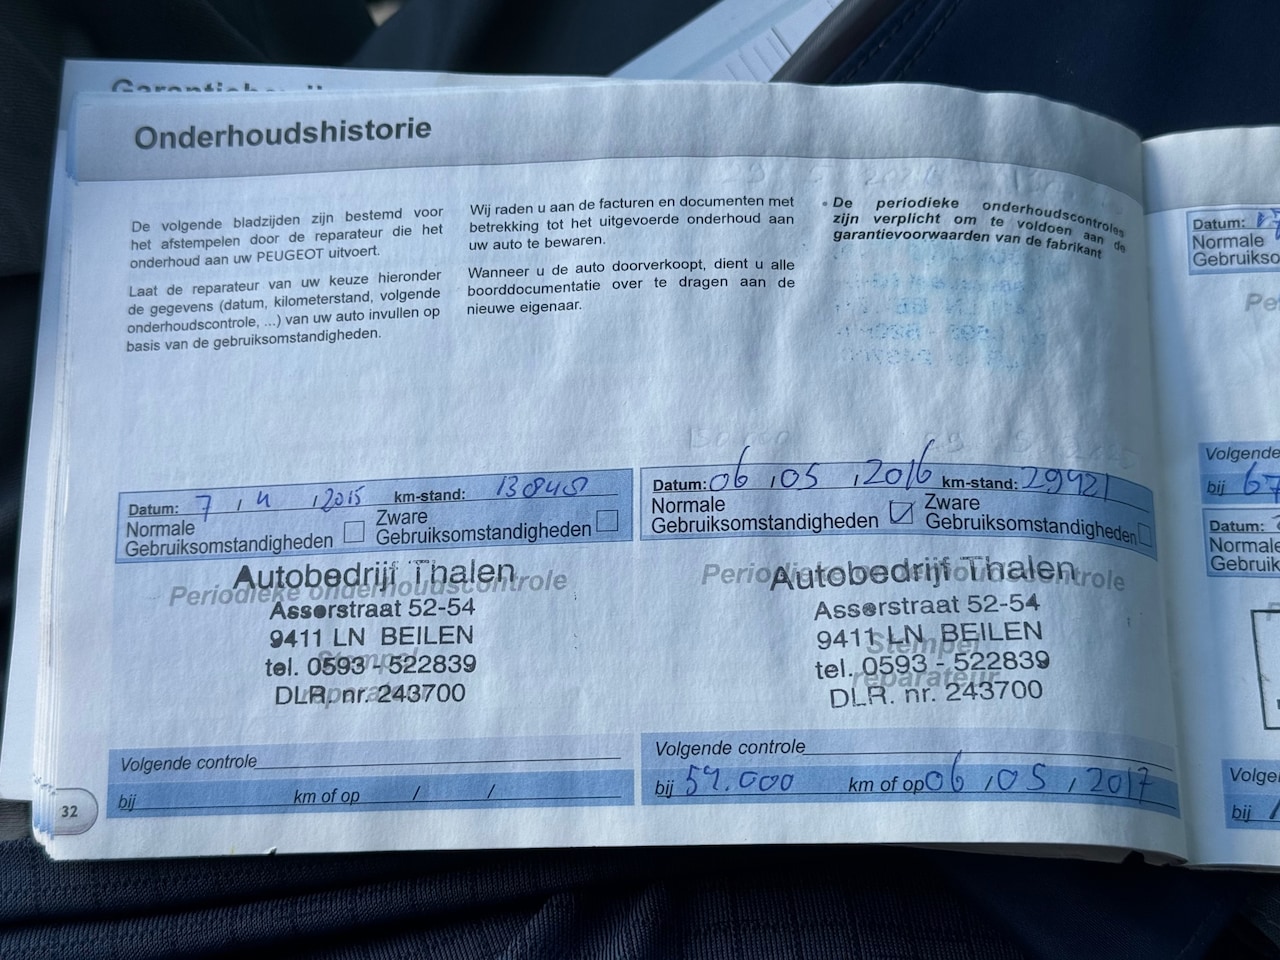 Onderhoudshistorie
De volgende bladzijden zijn bestemd voor
het afstempelen door de reparateur die het
onderhoud aan uw PEUGEOT uitvoert.
Laat de reparateur van uw keuze hieronder
de gegevens (datum, kilometerstand, volgende
onderhoudscontrole, ...) van uw auto invullen op
basis van de gebruiksomstandigheden.
Wij raden u aan de facturen en documenten met
betrekking tot het uitgevoerde onderhoud aan
uw auto te bewaren.
Wanneer u de auto doorverkoopt, dient u alle
boorddocumentatie over te dragen aan de
nieuwe eigenaar.
De periodieke onderhoudscontroles
zijn verplicht om te voldoen aan de
garantievoorwaarden van de fabrikant
Datum: 7 , 4 , 2015 km-stand:
Normale
Gebruiksomstandigheden
Zware
Gebruiksomstandigheden
Periodieke onderhoudscontrole
Autobedrijf Thalen
Asserstraat 52-54
9411 LN BEILEN
Stempel
tel. 0593 - 522839
reparateur
DLR. nr. 243700
Volgende controle
bij km of op / /
Datum: 06 , 05 , 2016 km-stand: 29421
Normale
Gebruiksomstandigheden
Zware
Gebruiksomstandigheden
Periodieke onderhoudscontrole
Autobedrijf Thalen
Asserstraat 52-54
9411 LN BEILEN
Stempel
tel. 0593 - 522839
reparateur
DLR. nr. 243700
Volgende controle
bij 59.000 km of op 06 , 05 , 2017
32
Datum:
Normale
Volgende
bij 67
Datum:
bij